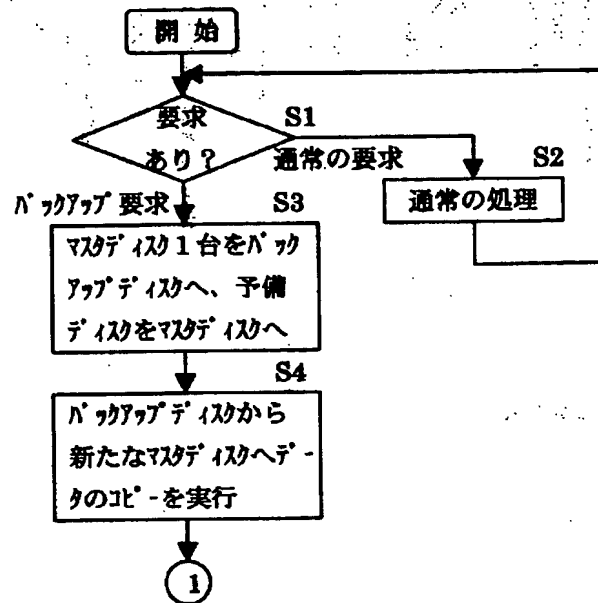 開 始
要求
あり？
S1
通常の要求
S2
通常の処理
バックアップ要求
S3
マスタディスク１台をバック
アップディスクへ、予備
ディスクをマスタディスクへ
S4
バックアップディスクから
新たなマスタディスクへデー
タのコピーを実行
1